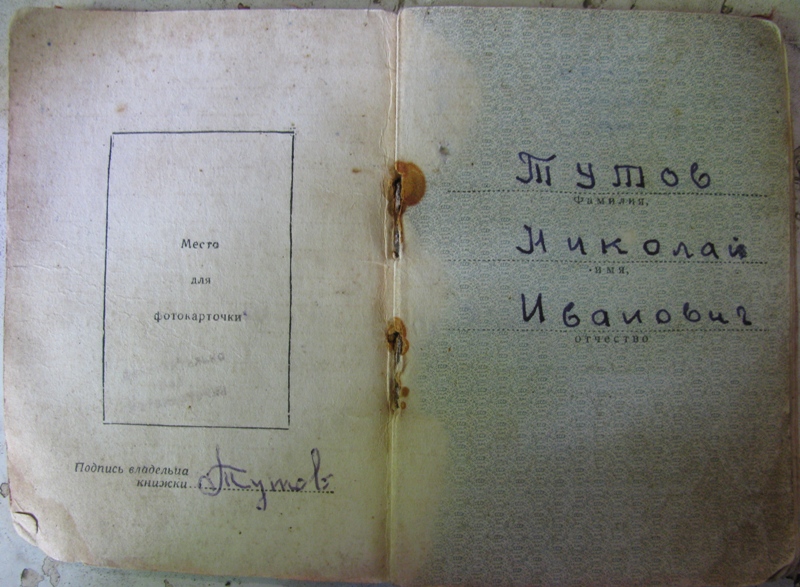 Место
для
фотокарточки
Подпись владельца
книжки Тутов
Тутов
Фамилия,
Николай
имя,
Иванович
отчество